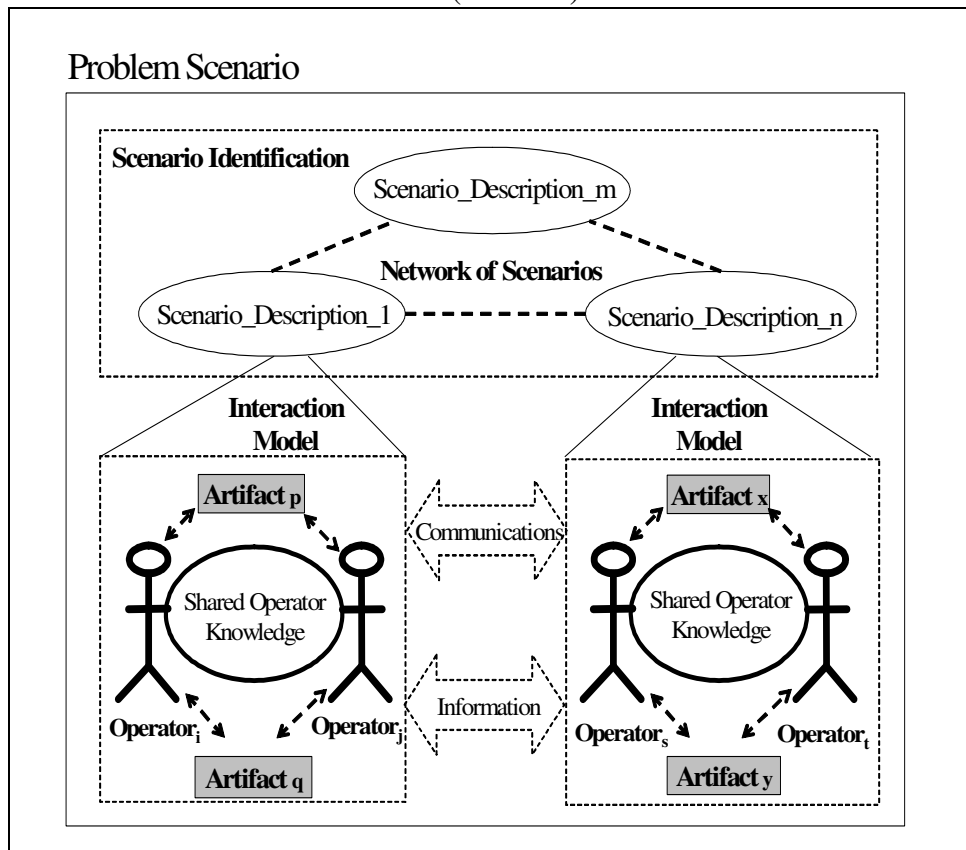 Problem Scenario
Scenario Identification
Scenario_Description_m
Network of Scenarios
Scenario_Description_1
Scenario_Description_n
Interaction
Model
Interaction
Model
Artifact p
Shared Operator
Knowledge
Operatori
Operatorj
Artifact q
Communications
Information
Artifact x
Shared Operator
Knowledge
Operators
Operatort
Artifact y